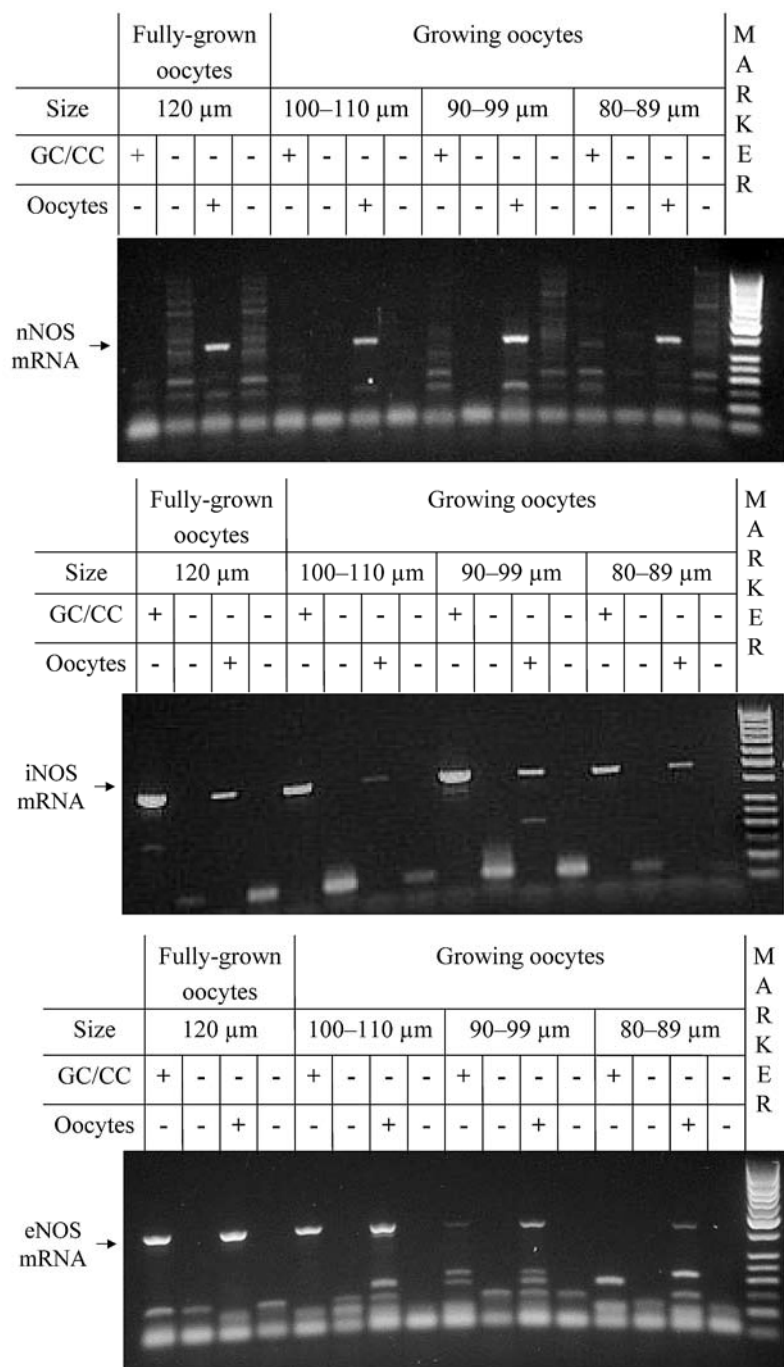 Fully-grown oocytes Growing oocytes MARKER
Size 120 µm 100–110 µm 90–99 µm 80–89 µm
GC/CC + - - - + - - - + - - - + - - -
Oocytes - - + - - - + - - - + - - - + -
nNOS
mRNA
Fully-grown oocytes Growing oocytes MARKER
Size 120 µm 100–110 µm 90–99 µm 80–89 µm
GC/CC + - - - + - - - + - - - + - - -
Oocytes - - + - - - + - - - + - - - + -
iNOS
mRNA
Fully-grown oocytes Growing oocytes MARKER
Size 120 µm 100–110 µm 90–99 µm 80–89 µm
GC/CC + - - - + - - - + - - - + - - -
Oocytes - - + - - - + - - - + - - - + -
eNOS
mRNA